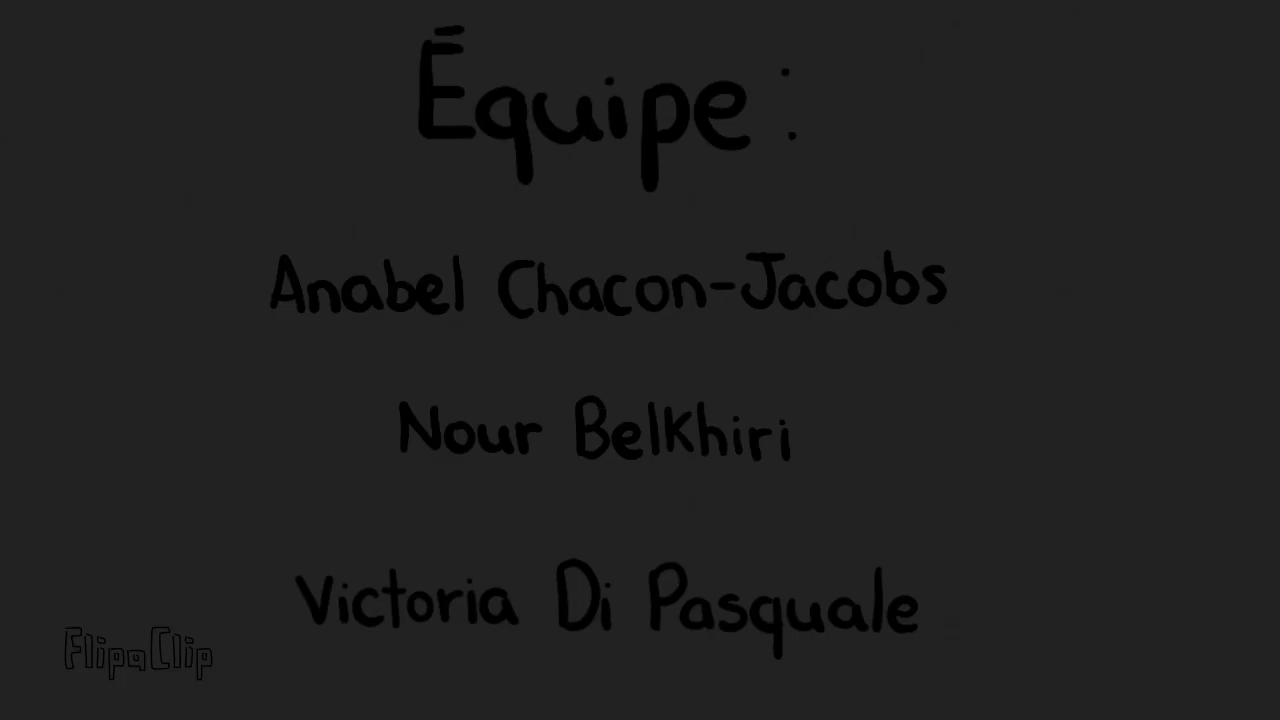 Équipe :
Anabel Chacon-Jacobs
Nour Belkhiri
Victoria Di Pasquale
FlipaClip